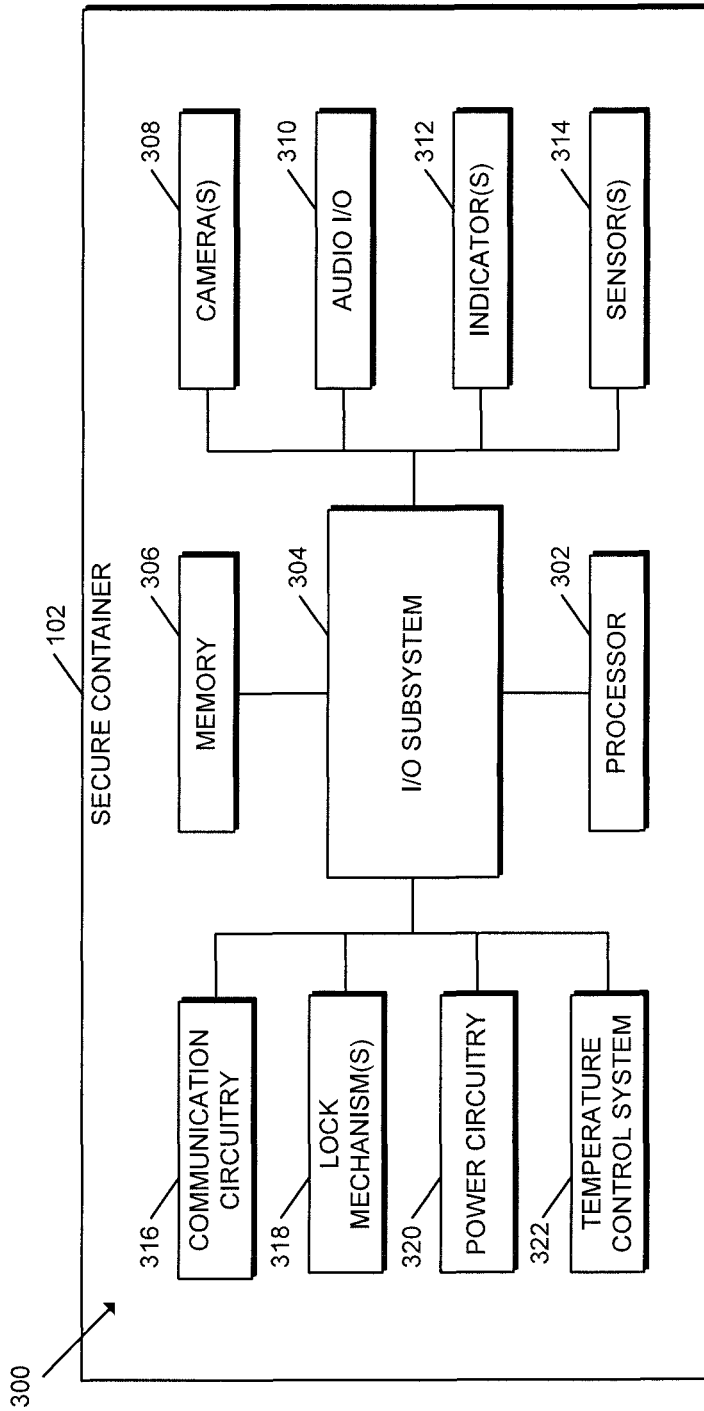 300
102
SECURE CONTAINER
316
COMMUNICATION
CIRCUITRY
318
LOCK
MECHANISM(S)
320
POWER CIRCUITRY
322
TEMPERATURE
CONTROL SYSTEM
306
MEMORY
304
I/O SUBSYSTEM
302
PROCESSOR
308
CAMERA(S)
310
AUDIO I/O
312
INDICATOR(S)
314
SENSOR(S)